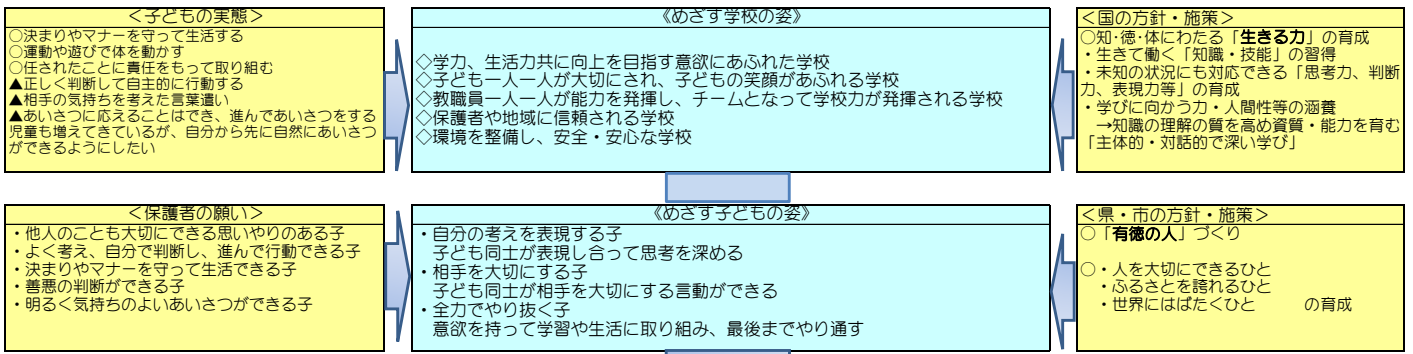 ＜子どもの実態＞
○決まりやマナーを守って生活する
○運動や遊びで体を動かす
○任されたことに責任をもって取り組む
▲正しく判断して自主的に行動する
▲相手の気持ちを考えた言葉遣い
▲あいさつに応えることはでき、進んであいさつをする
児童も増えてきているが、自分から先に自然にあいさつ
ができるようにしたい
《めざす学校の姿》
◇学力、生活力共に向上を目指す意欲にあふれた学校
◇子ども一人一人が大切にされ、子どもの笑顔があふれる学校
◇教職員一人一人が能力を発揮し、チームとなって学校力が発揮される学校
◇保護者や地域に信頼される学校
◇環境を整備し、安全・安心な学校
＜国の方針・施策＞
○知･徳･体にわたる「生きる力」の育成
・生きて働く「知識・技能」の習得
・未知の状況にも対応できる「思考力、判断
力、表現力等」の育成
・学びに向かう力・人間性等の涵養
→知識の理解の質を高め資質・能力を育む
「主体的・対話的で深い学び」
＜保護者の願い＞
・他人のことも大切にできる思いやりのある子
・よく考え、自分で判断し、進んで行動できる子
・決まりやマナーを守って生活できる子
・善悪の判断ができる子
・明るく気持ちのよいあいさつができる子
《めざす子どもの姿》
・自分の考えを表現する子
子ども同士が表現し合って思考を深める
・相手を大切にする子
子ども同士が相手を大切にする言動ができる
・全力でやり抜く子
意欲を持って学習や生活に取り組み、最後までやり通す
＜県・市の方針・施策＞
○「有徳の人」づくり
○・人を大切にできるひと
・ふるさとを誇れるひと
・世界にはばたくひと　　　の育成